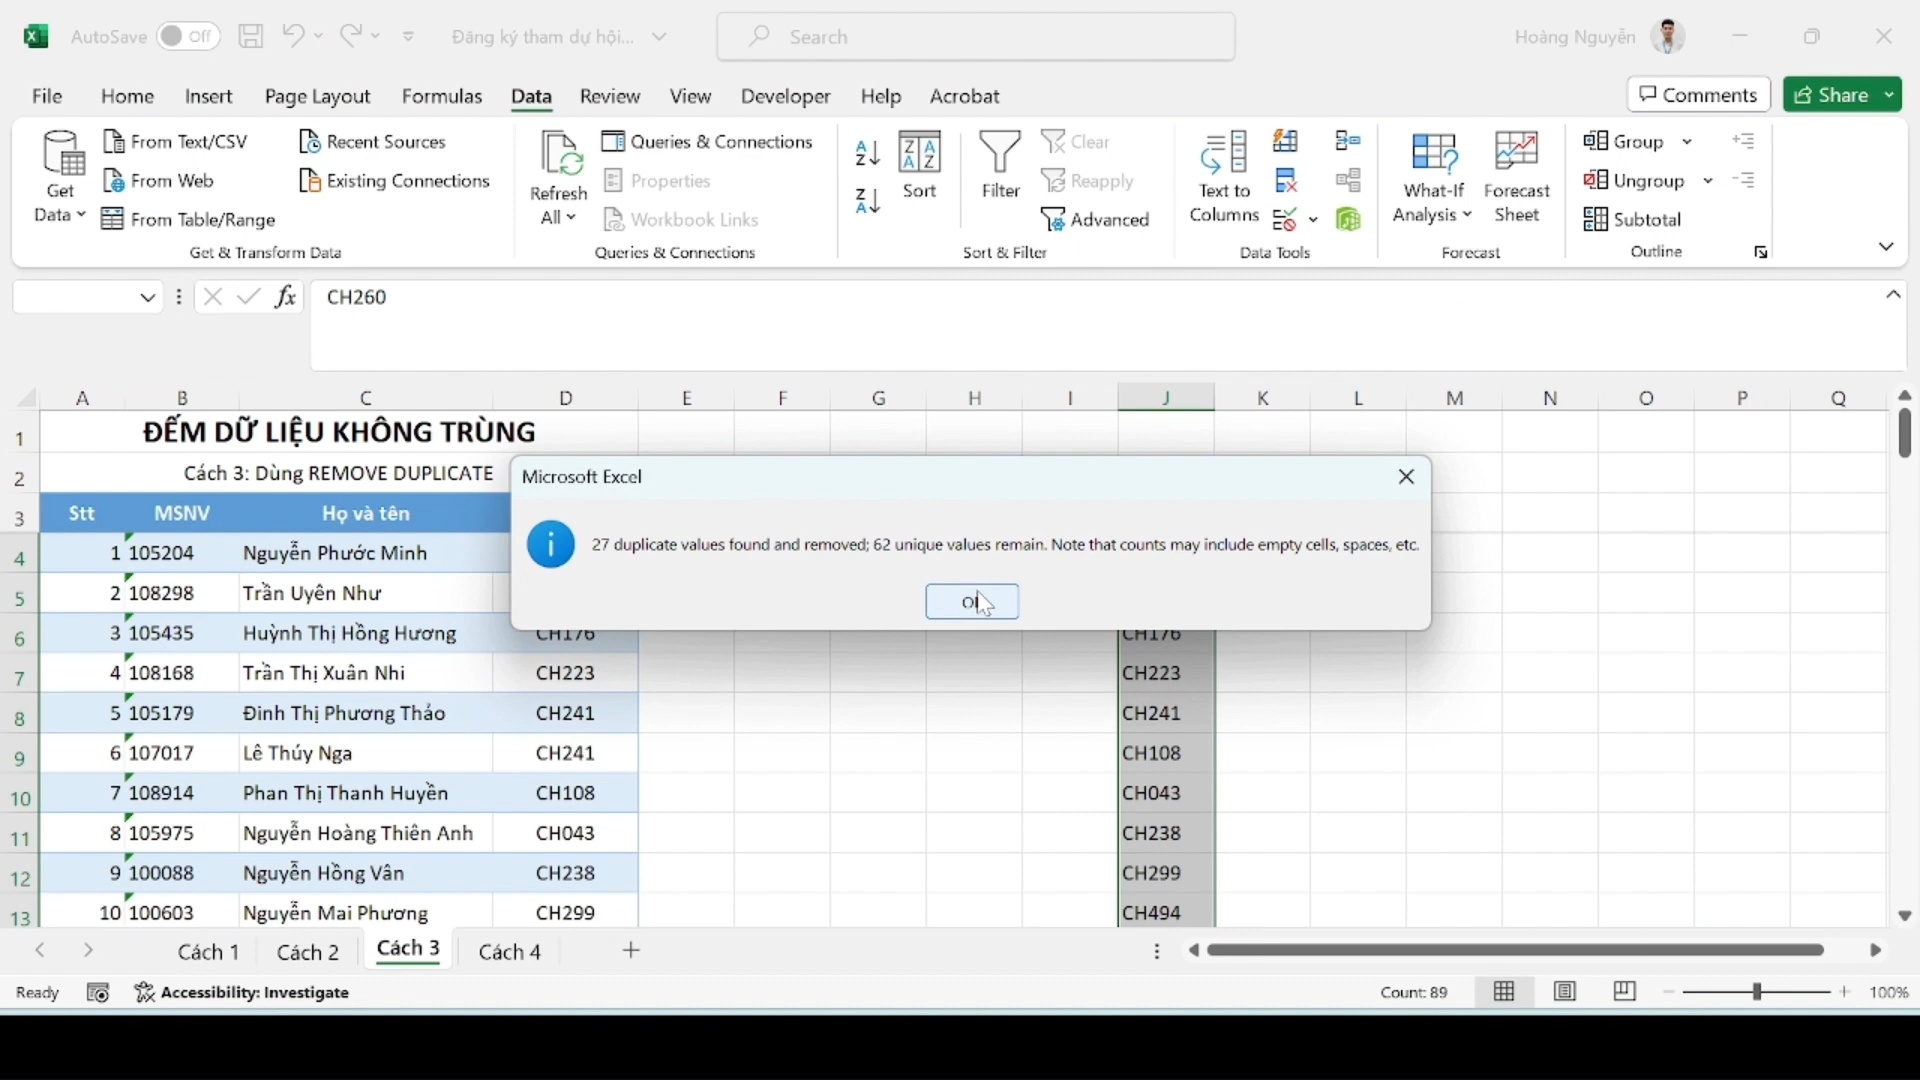 AutoSave Off Đăng ký tham dự hội... Search Hoàng Nguyễn
File Home Insert Page Layout Formulas Data Review View Developer Help Acrobat Comments Share
Get Data
From Text/CSV
From Web
From Table/Range
Recent Sources
Existing Connections
Get & Transform Data
Refresh All
Queries & Connections
Properties
Workbook Links
Queries & Connections
Sort
Filter
Clear
Reapply
Advanced
Sort & Filter
Text to Columns
Data Tools
What-If Analysis
Forecast Sheet
Forecast
Group
Ungroup
Subtotal
Outline
fx CH260
A B C D E F G H I J K L M N O P Q
1 ĐẾM DỮ LIỆU KHÔNG TRÙNG
2 Cách 3: Dùng REMOVE DUPLICATE
3 Stt MSNV Họ và tên
4 1 105204 Nguyễn Phước Minh
5 2 108298 Trần Uyên Như
6 3 105435 Huỳnh Thị Hồng Hương CH176 CH176
7 4 108168 Trần Thị Xuân Nhi CH223 CH223
8 5 105179 Đinh Thị Phương Thảo CH241 CH241
9 6 107017 Lê Thúy Nga CH241 CH108
10 7 108914 Phan Thị Thanh Huyền CH108 CH043
11 8 105975 Nguyễn Hoàng Thiên Anh CH043 CH238
12 9 100088 Nguyễn Hồng Vân CH238 CH299
13 10 100603 Nguyễn Mai Phương CH299 CH494
Microsoft Excel
27 duplicate values found and removed; 62 unique values remain. Note that counts may include empty cells, spaces, etc.
Cách 1 Cách 2 Cách 3 Cách 4
Ready Accessibility: Investigate Count: 89 100%